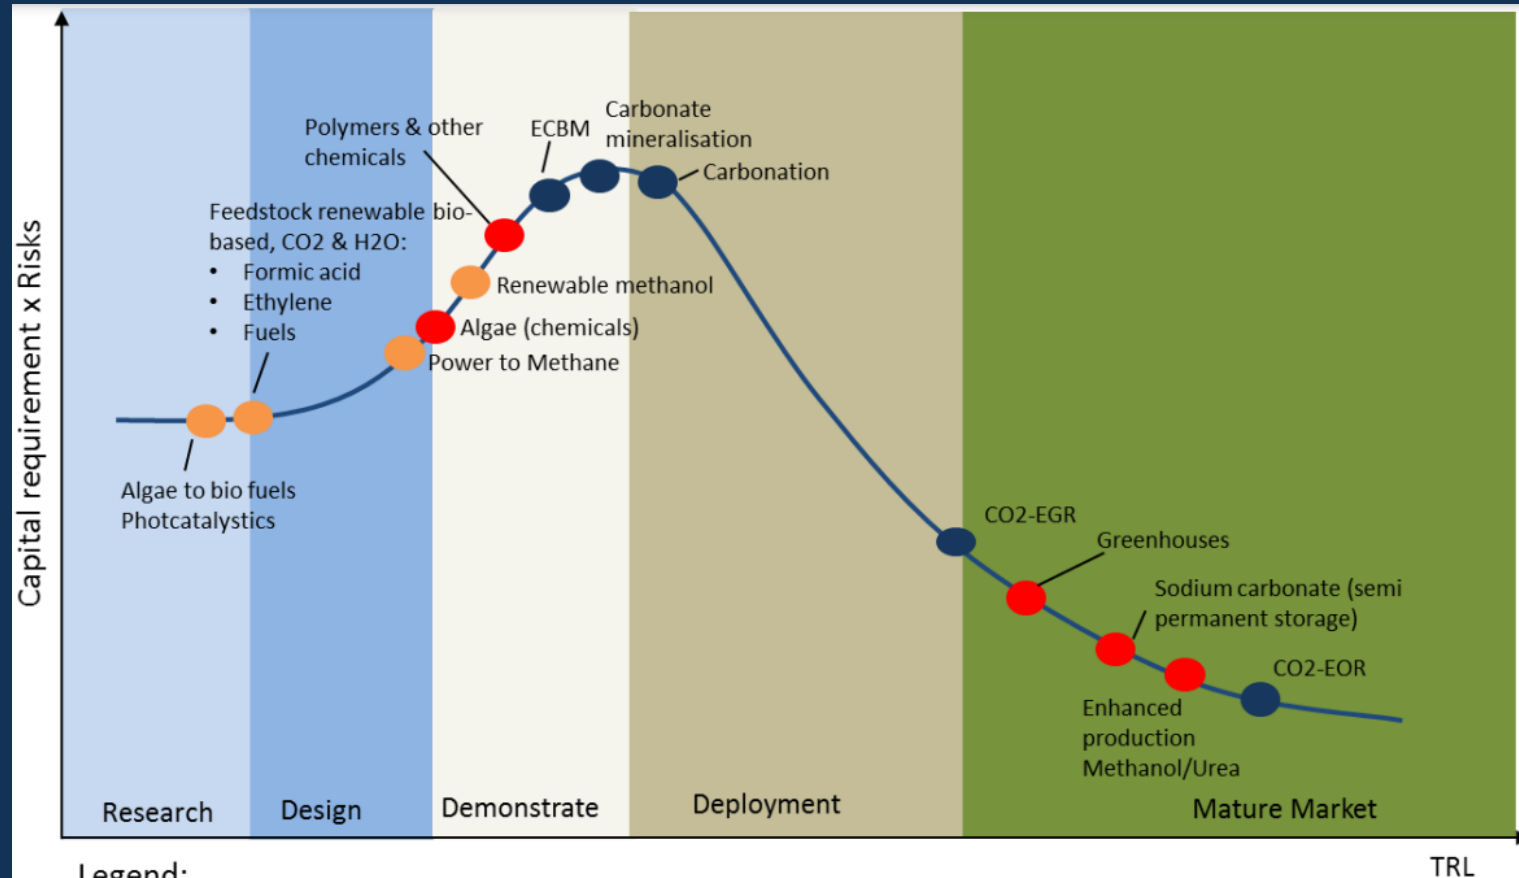 Capital requirement x Risks
Polymers & other
chemicals
ECBM
Carbonate
mineralisation
Carbonation
Feedstock renewable bio-
based, CO2 & H2O:
• Formic acid
• Ethylene
• Fuels
Renewable methanol
Algae (chemicals)
Power to Methane
Algae to bio fuels
Photcatalystics
CO2-EGR
Greenhouses
Sodium carbonate (semi
permanent storage)
CO2-EOR
Enhanced
production
Methanol/Urea
Research
Design
Demonstrate
Deployment
Mature Market
TRL
Legend: